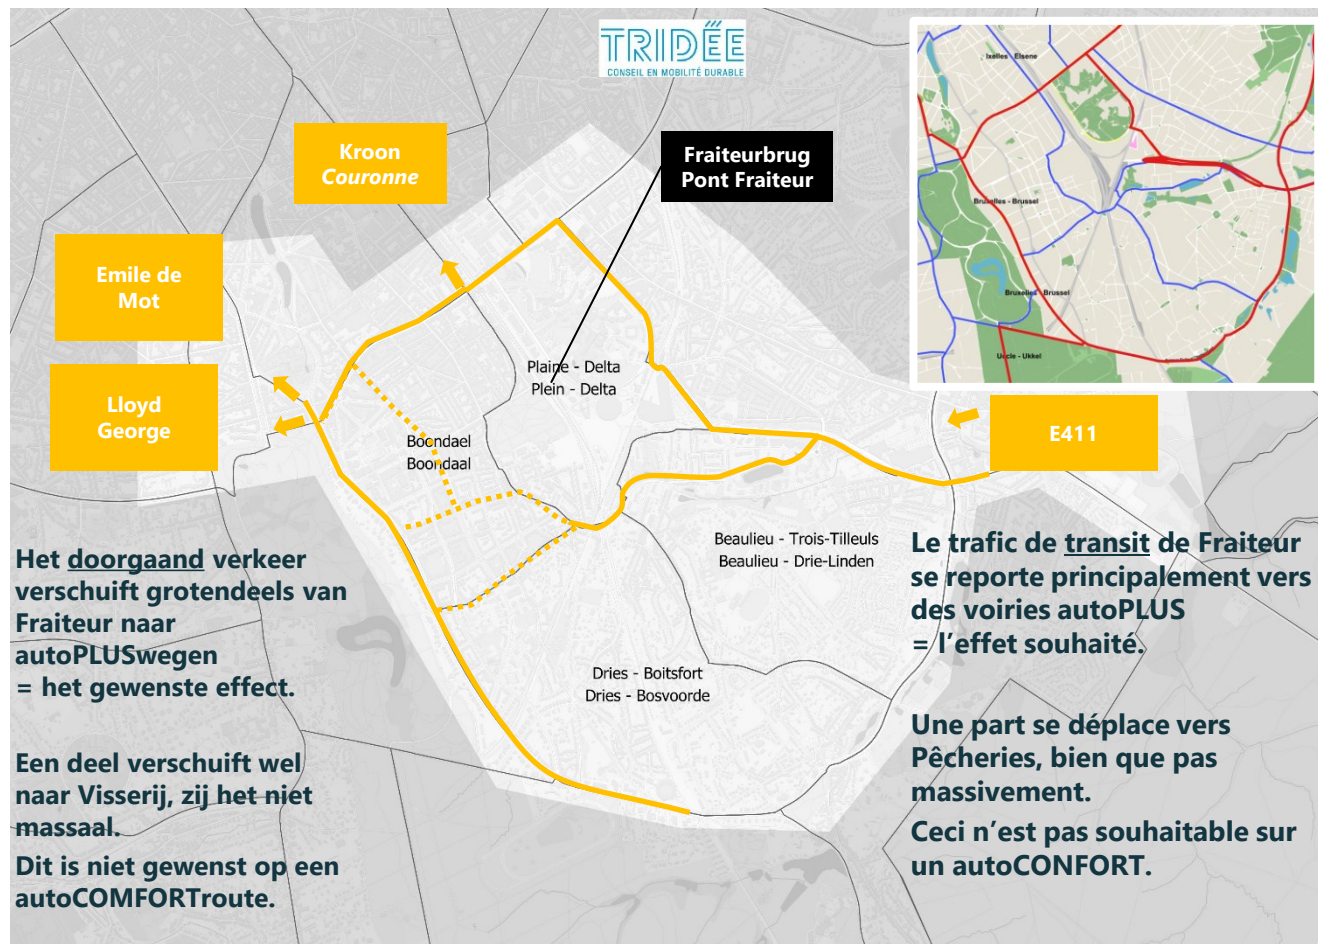 TRIDËE
CONSEIL EN MOBILITÉ DURABLE
Kroon
Couronne
Fraiteurbrug
Pont Fraiteur
Emile de
Mot
Lloyd
George
E411
Plaine - Delta
Plein - Delta
Boondael
Boondaal
Beaulieu - Trois-Tilleuls
Beaulieu - Drie-Linden
Dries - Boitsfort
Dries - Bosvoorde
Ixelles - Elsene
Bruxelles - Brussel
Bruxelles - Brussel
Uccle - Ukkel
Het doorgaand verkeer
verschuift grotendeels van
Fraiteur naar
autoPLUSwegen
= het gewenste effect.
Een deel verschuift wel
naar Visserij, zij het niet
massaal.
Dit is niet gewenst op een
autoCOMFORTroute.
Le trafic de transit de Fraiteur
se reporte principalement vers
des voiries autoPLUS
= l'effet souhaité.
Une part se déplace vers
Pêcheries, bien que pas
massivement.
Ceci n'est pas souhaitable sur
un autoCONFORT.